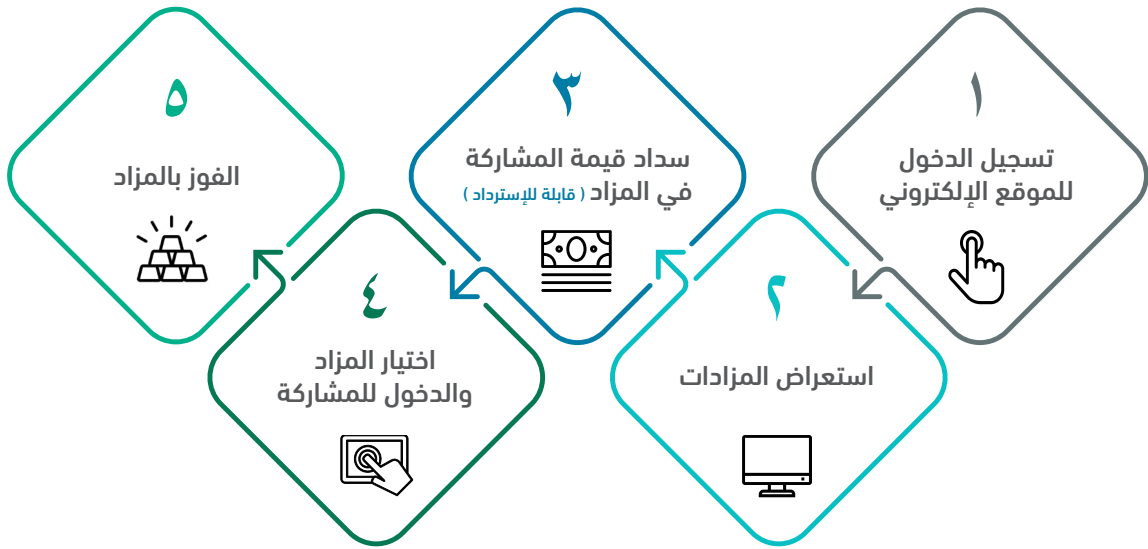 ١
تسجيل الدخول
للموقع الإلكتروني
٢
استعراض المزادات
٣
سداد قيمة المشاركة
في المزاد ( قابلة للإسترداد )
٤
اختيار المزاد
والدخول للمشاركة
٥
الفوز بالمزاد